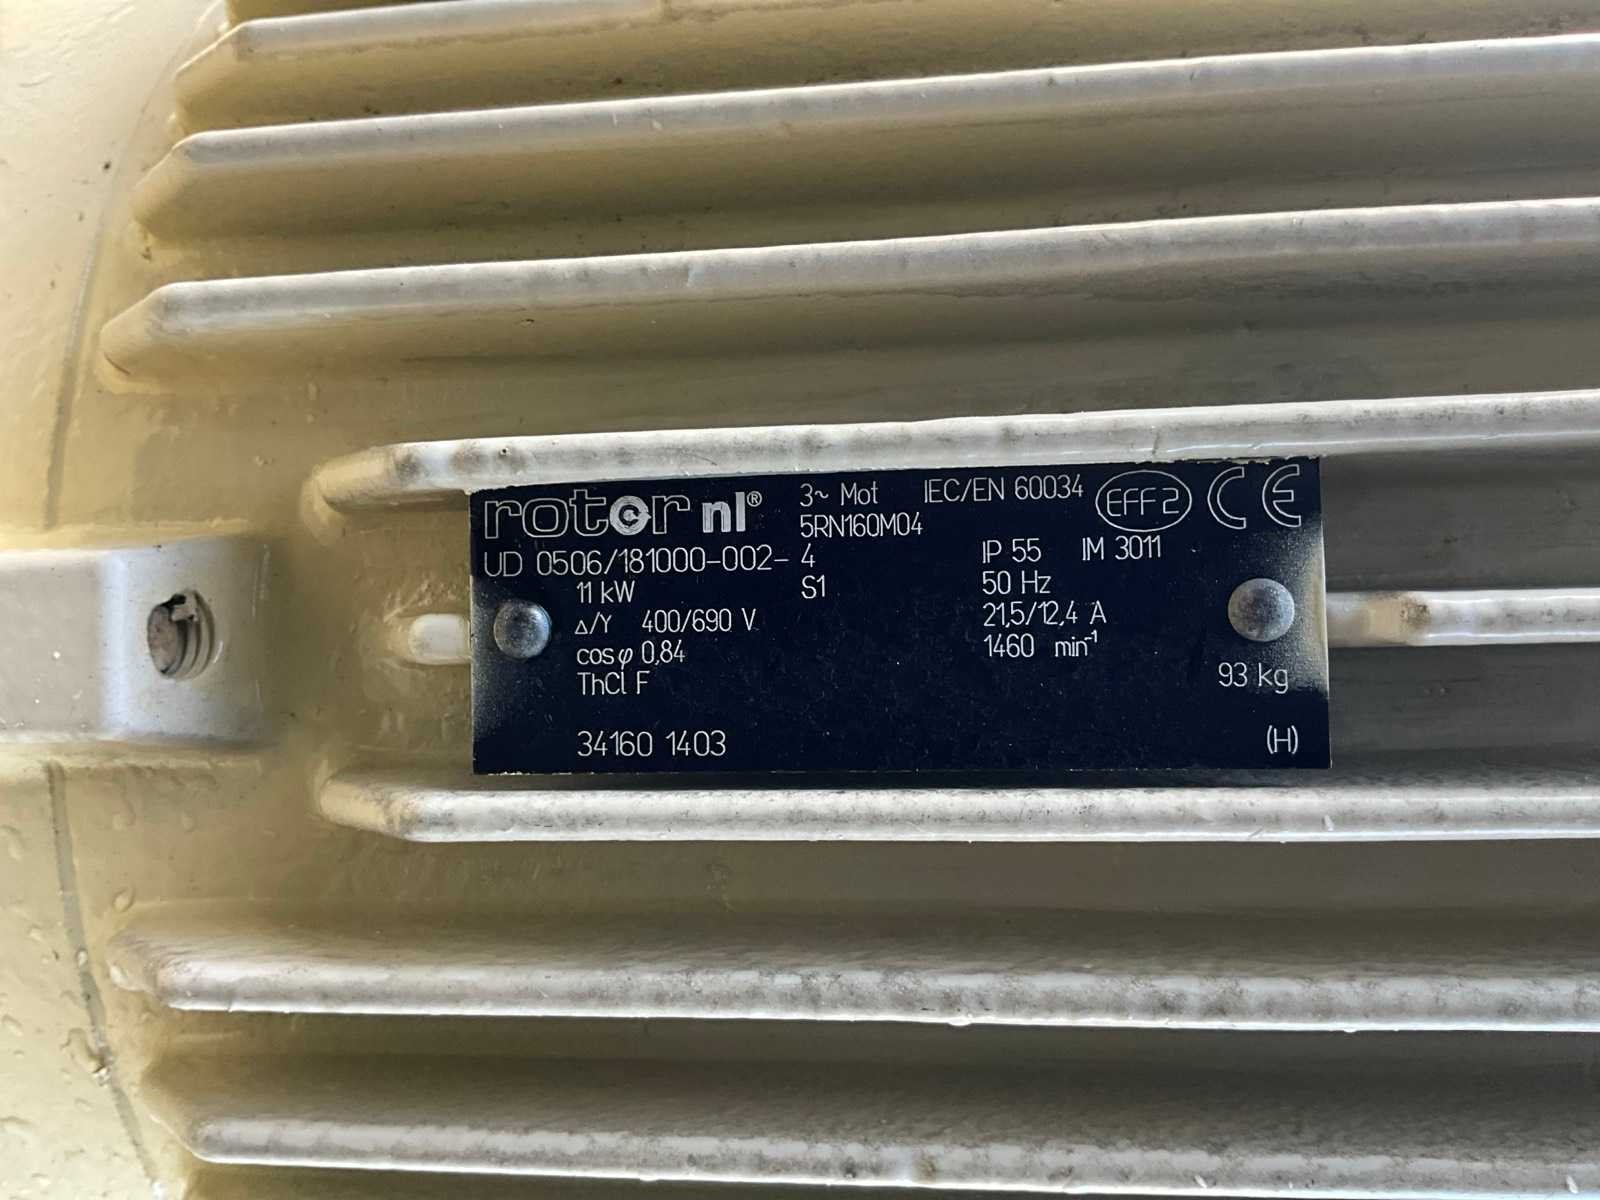 rotor nl® 3~ Mot IEC/EN 60034 EFF2 CE
5RN160M04
UD 0506/181000-002-4 IP 55 IM 3011
11 kW S1 50 Hz
Δ/Y 400/690 V 21,5/12,4 A
cosφ 0,84 1460 min⁻¹
ThCl F 93 kg
34160 1403 (H)